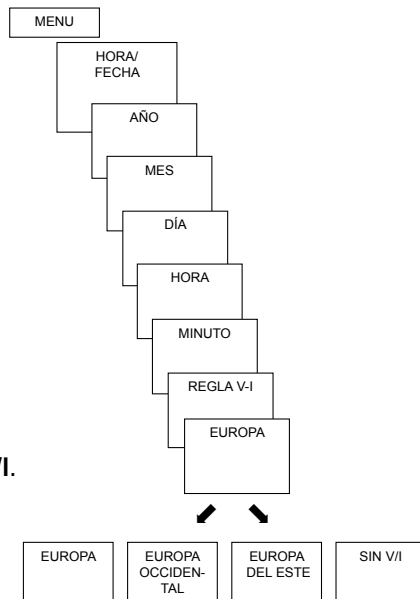 MENU
HORA/
FECHA
AÑO
MES
DÍA
HORA
MINUTO
REGLA V-I
EUROPA
/I.
EUROPA
EUROPA
OCCIDEN-
TAL
EUROPA
DEL ESTE
SIN V/I